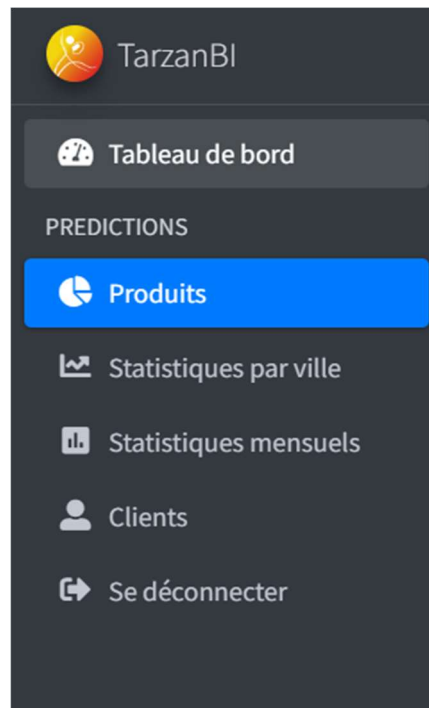 TarzanBI
Tableau de bord
PREDICTIONS
Produits
Statistiques par ville
Statistiques mensuels
Clients
Se déconnecter